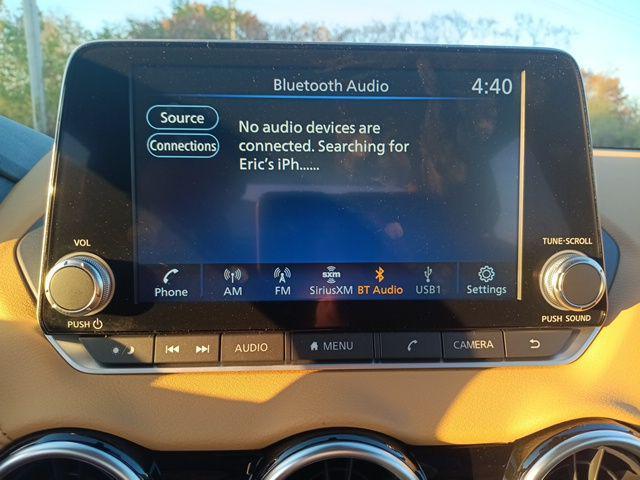 Bluetooth Audio 4:40
Source
Connections
No audio devices are
connected. Searching for
Eric's iPh......
VOL
TUNE·SCROLL
PUSH
PUSH SOUND
Phone
AM
FM
sxm
SiriusXM
BT Audio
USB1
Settings
AUDIO
MENU
CAMERA